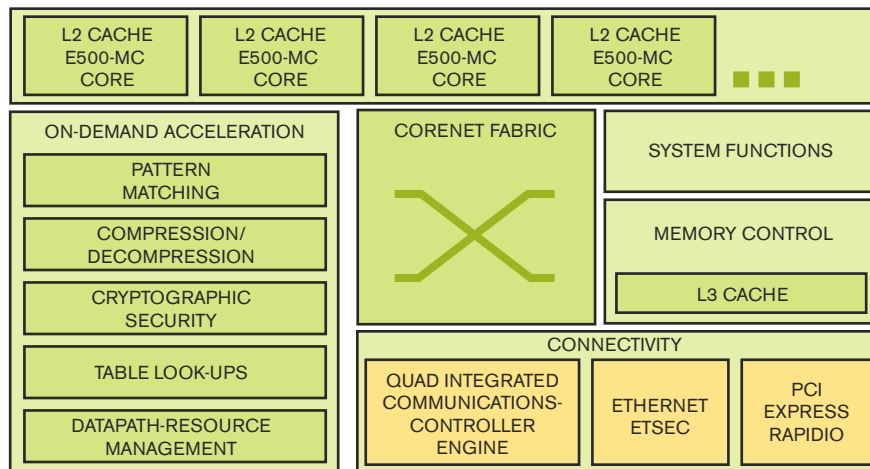 L2 CACHE
E500-MC
CORE
L2 CACHE
E500-MC
CORE
L2 CACHE
E500-MC
CORE
L2 CACHE
E500-MC
CORE
ON-DEMAND ACCELERATION
PATTERN
MATCHING
COMPRESSION/
DECOMPRESSION
CRYPTOGRAPHIC
SECURITY
TABLE LOOK-UPS
DATAPATH-RESOURCE
MANAGEMENT
CORENET FABRIC
SYSTEM FUNCTIONS
MEMORY CONTROL
L3 CACHE
CONNECTIVITY
QUAD INTEGRATED
COMMUNICATIONS-
CONTROLLER
ENGINE
ETHERNET
ETSEC
PCI
EXPRESS
RAPIDIO